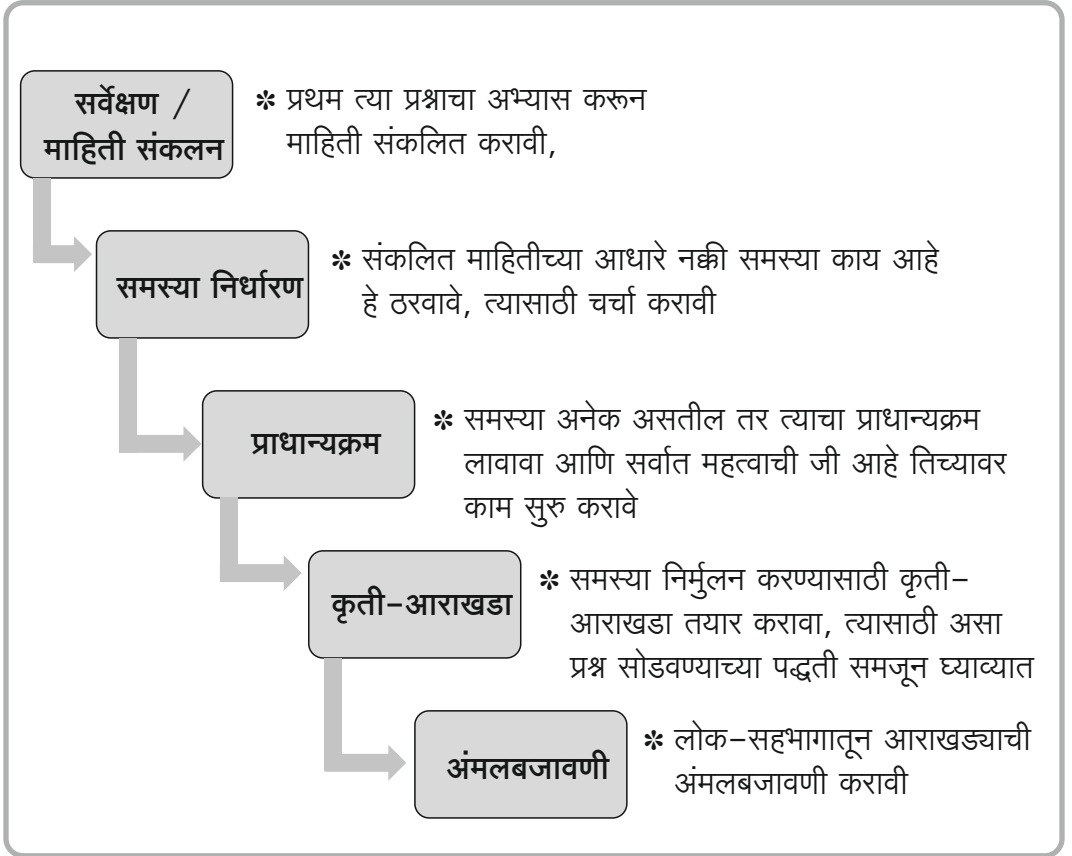 सर्वेक्षण /
माहिती संकलन
✽ प्रथम त्या प्रश्नाचा अभ्यास करून
माहिती संकलित करावी,
समस्या निर्धारण
✽ संकलित माहितीच्या आधारे नक्की समस्या काय आहे
हे ठरवावे, त्यासाठी चर्चा करावी
प्राधान्यक्रम
✽ समस्या अनेक असतील तर त्याचा प्राधान्यक्रम
लावावा आणि सर्वात महत्वाची जी आहे तिच्यावर
काम सुरु करावे
कृती-आराखडा
✽ समस्या निर्मुलन करण्यासाठी कृती-
आराखडा तयार करावा, त्यासाठी असा
प्रश्न सोडवण्याच्या पद्धती समजून घ्याव्यात
अंमलबजावणी
✽ लोक-सहभागातून आराखड्याची
अंमलबजावणी करावी